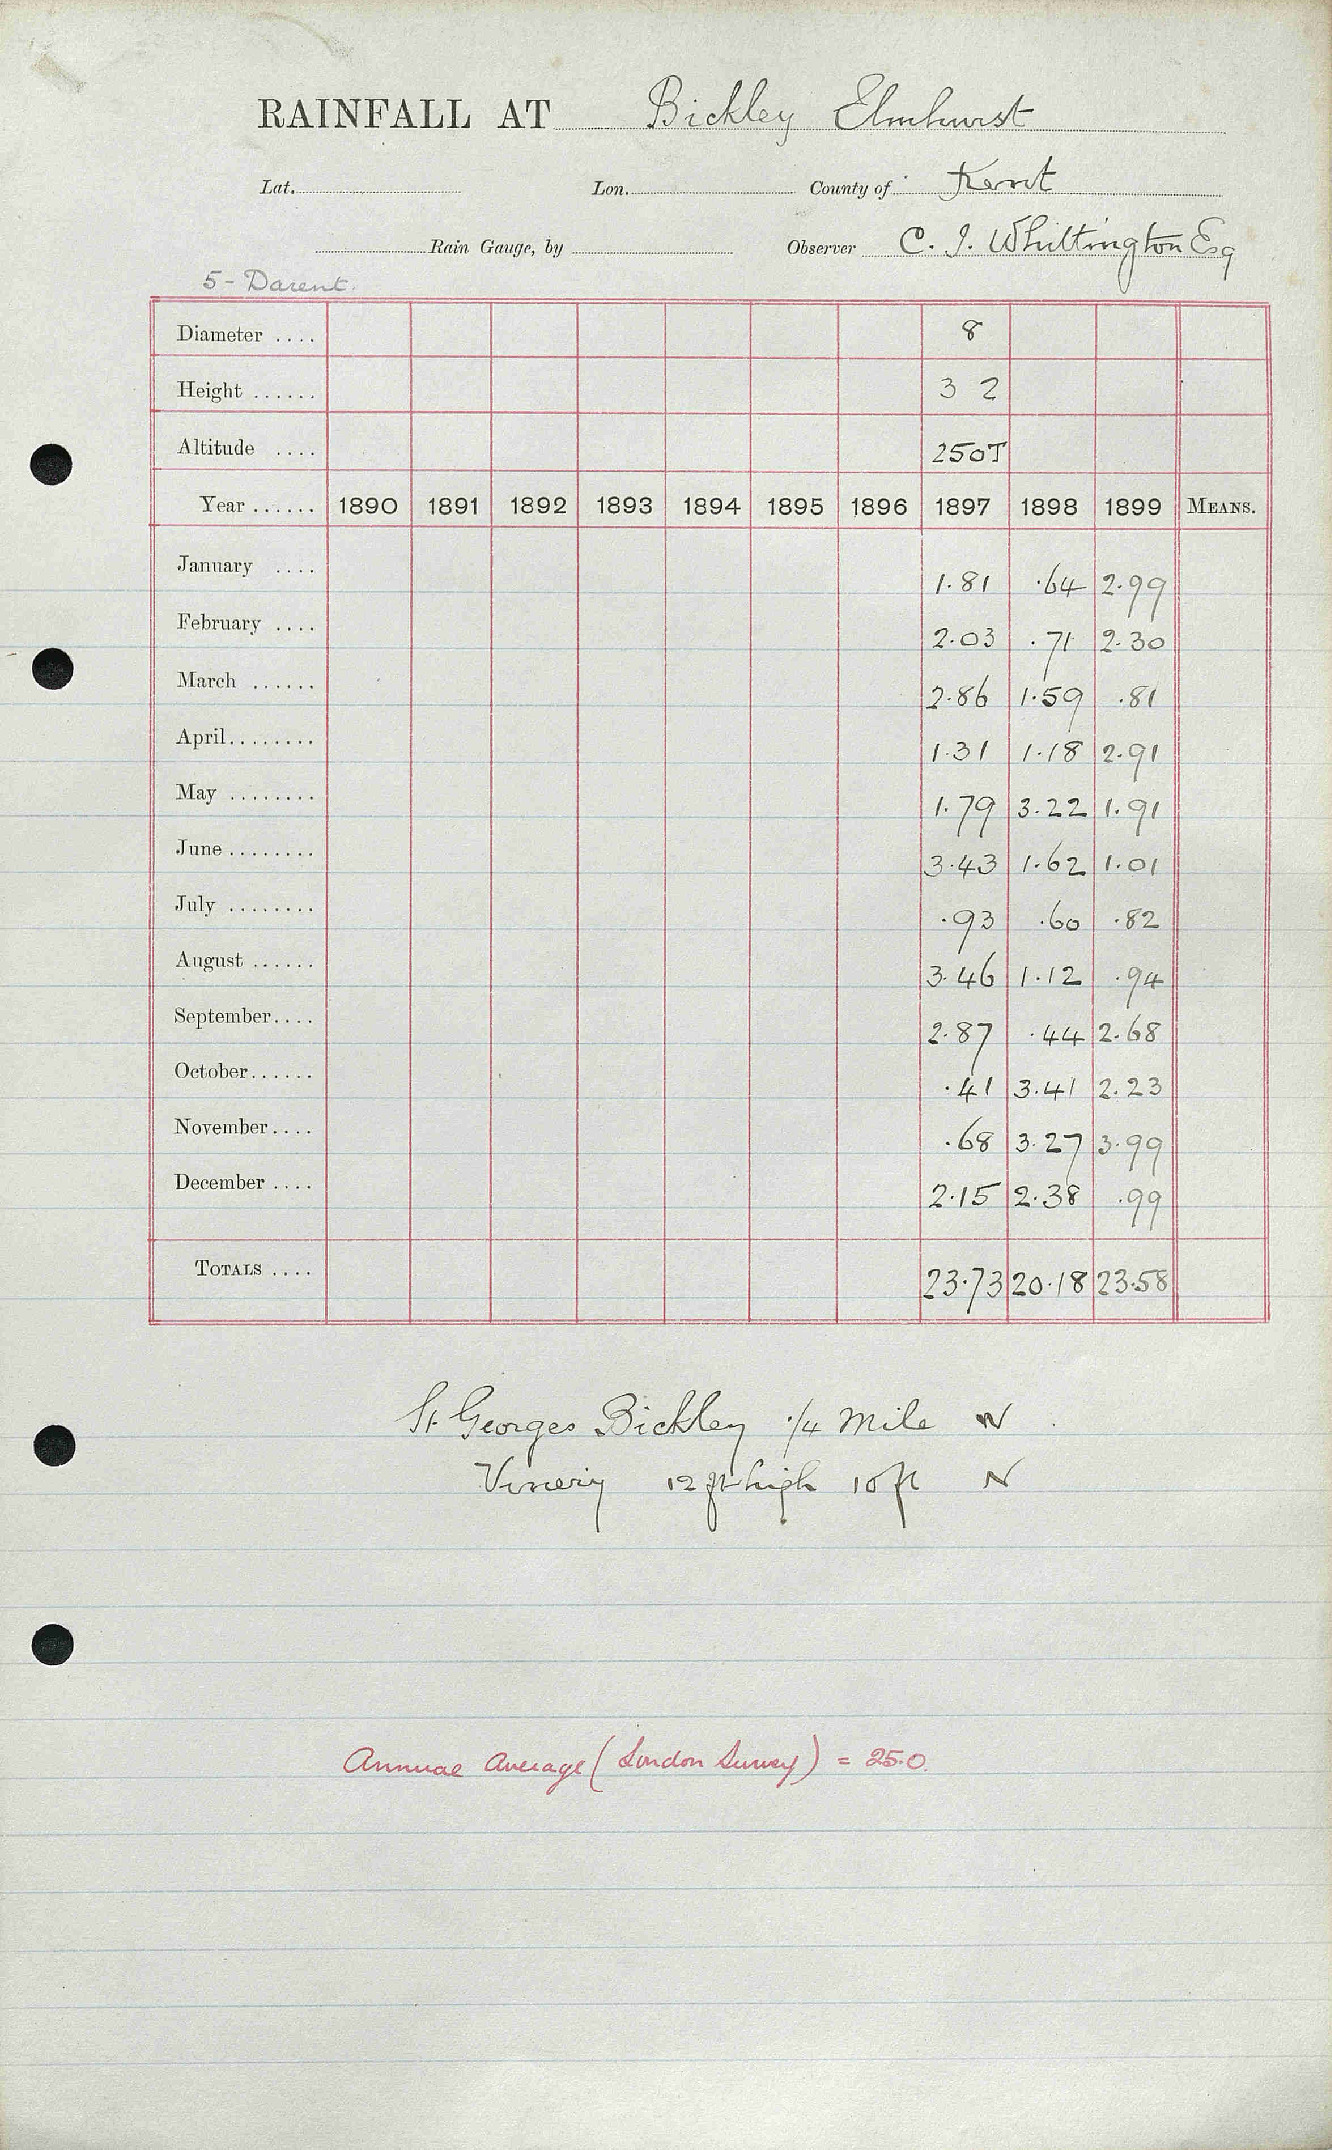 RAINFALL AT Bickley Elmhurst
Lat. Lon. County of Kent
Rain Gauge, by Observer C. J. Whittington Esq
5 - Darent.
Diameter .... 8
Height ...... 3 2
Altitude .... 250T
Year ...... 1890 1891 1892 1893 1894 1895 1896 1897 1898 1899 MEANS.
January .... 1.81 .64 2.99
February .... 2.03 .71 2.30
March ...... 2.86 1.59 .81
April........ 1.31 1.18 2.91
May ........ 1.79 3.22 1.91
June ........ 3.43 1.62 1.01
July ........ .93 .60 .82
August ...... 3.46 1.12 .94
September.... 2.87 .44 2.68
October...... .41 3.41 2.23
November.... .68 3.27 3.99
December .... 2.15 2.38 .99
TOTALS .... 23.73 20.18 23.58
St Georges Bickley 1/4 mile W
Vinery 12 ft high 10 ft N
Annual Average (London Survey) = 25.0.